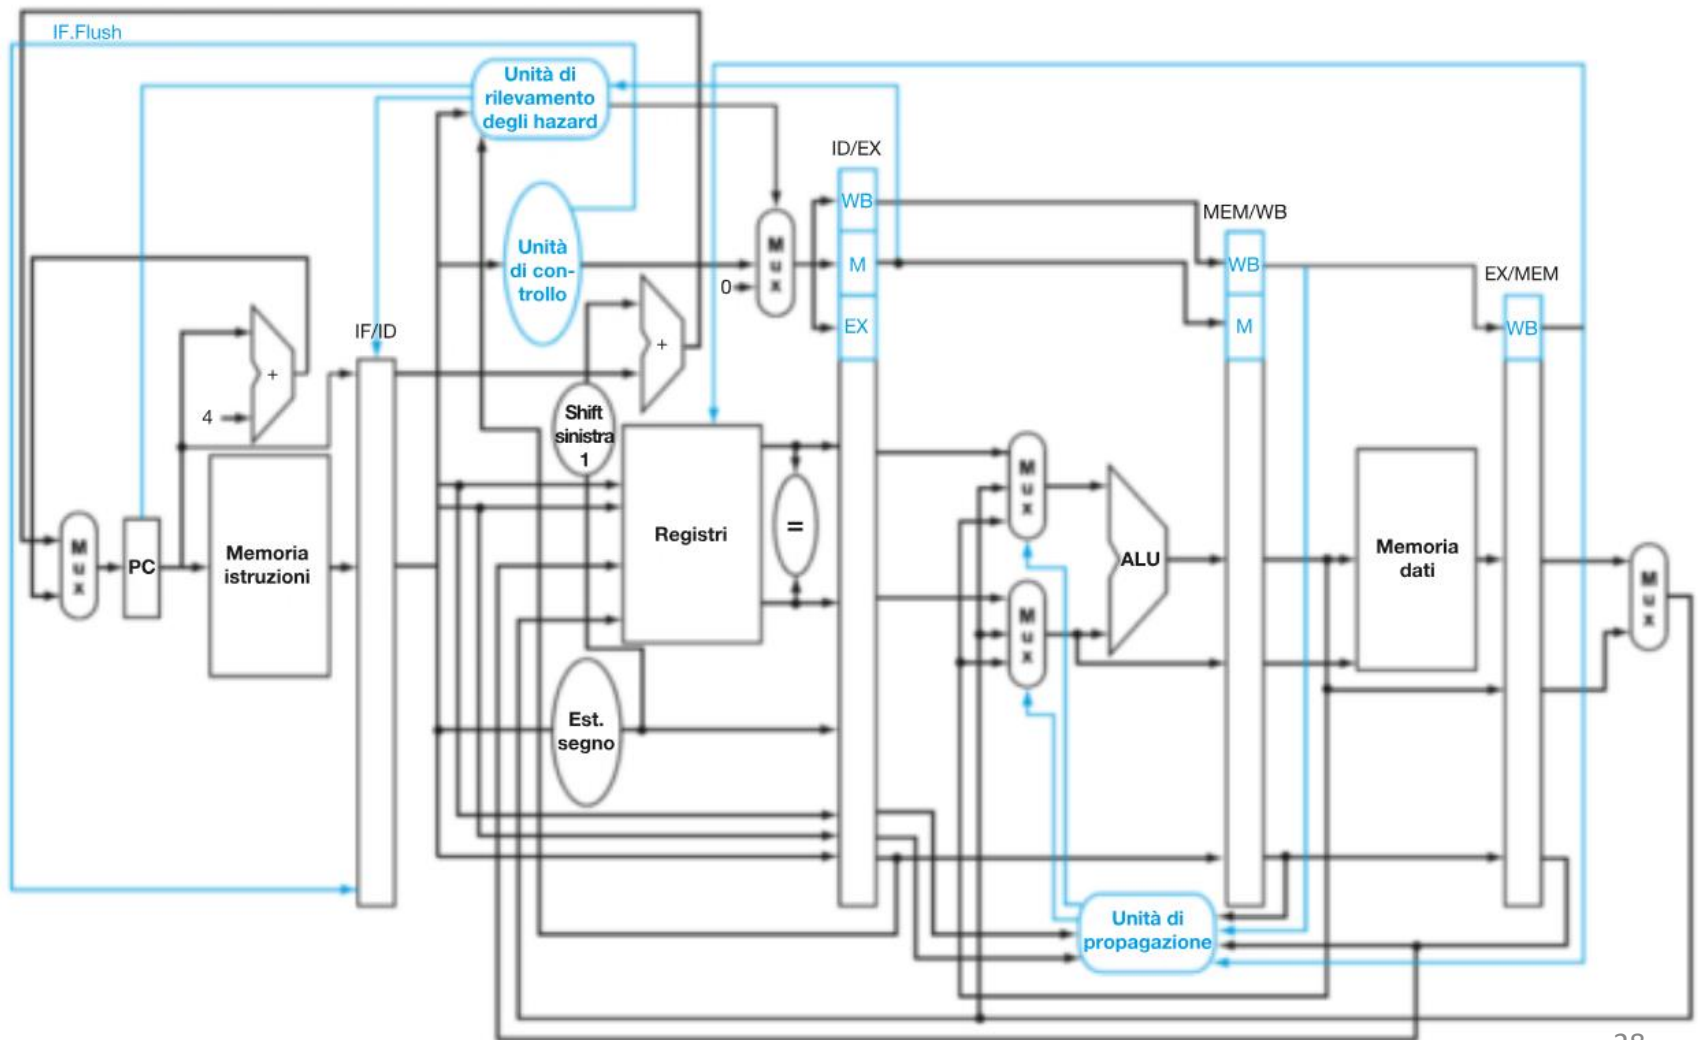 IF.Flush
Unità di
rilevamento
degli hazard
ID/EX
WB
M
EX
MEM/WB
WB
M
EX/MEM
WB
Unità
di con-
trollo
M
u
x
0
IF/ID
+
4
+
Shift
sinistra
1
Registri
=
M
u
x
PC
Memoria
istruzioni
M
u
x
M
u
x
ALU
Memoria
dati
M
u
x
Est.
segno
Unità di
propagazione